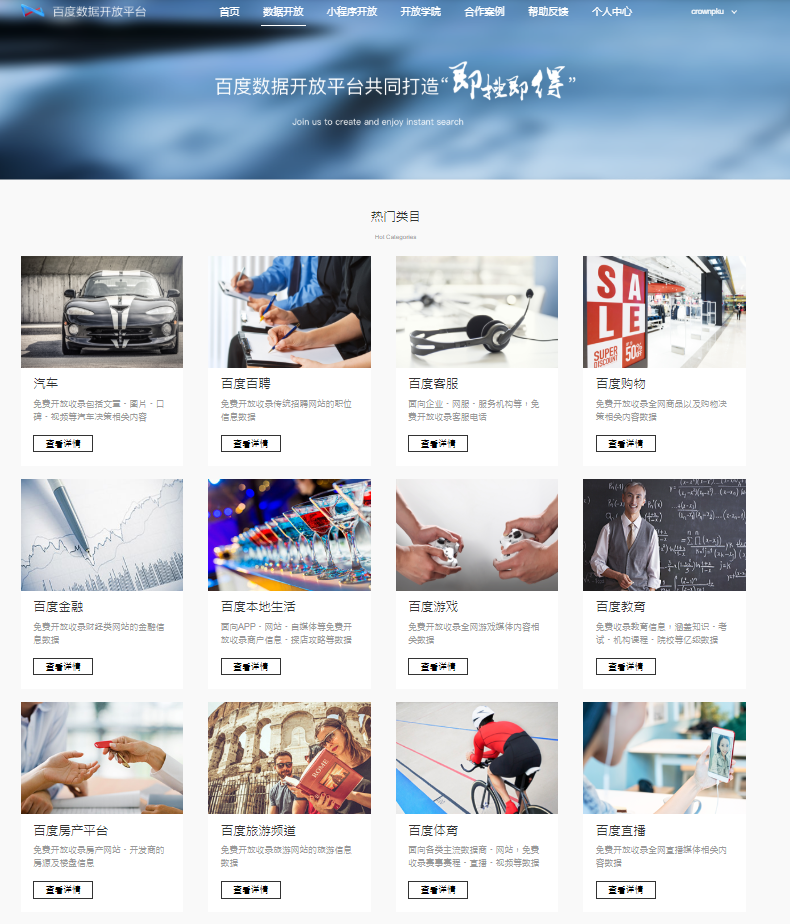 百度数据开放平台 首页 数据开放 小程序开放 开放学院 合作案例 帮助反馈 个人中心 crownpku
百度数据开放平台共同打造“即搜即得”
Join us to create and enjoy instant search
热门类目
Hot Categories
SALE
SUPER
DISCOUNT
UP TO
50%
汽车
免费开放收录包括文章、图片、口
碑、视频等汽车决策相关内容
查看详情
百度百聘
免费开放收录传统招聘网站的职位
信息数据
查看详情
百度客服
面向企业、网服、服务机构等，免
费开放收录客服电话
查看详情
百度购物
免费开放收录全网商品以及购物决
策相关内容数据
查看详情
百度金融
免费开放收录财经类网站的金融信
息数据
查看详情
百度本地生活
面向APP、网站、自媒体等免费开
放收录商户信息、探店攻略等数据
查看详情
百度游戏
免费开放收录全网游戏媒体内容相
关数据
查看详情
百度教育
免费收录教育信息，涵盖知识、考
试、机构课程、院校等亿级数据
查看详情
ROME
百度房产平台
免费开放收录房产网站、开发商的
房源及楼盘信息
查看详情
百度旅游频道
免费开放收录旅游网站的旅游信息
数据
查看详情
百度体育
面向各类主流数据商、网站，免费
收录赛事赛程、直播、视频等数据
查看详情
百度直播
免费开放收录全网直播媒体相关内
容数据
查看详情